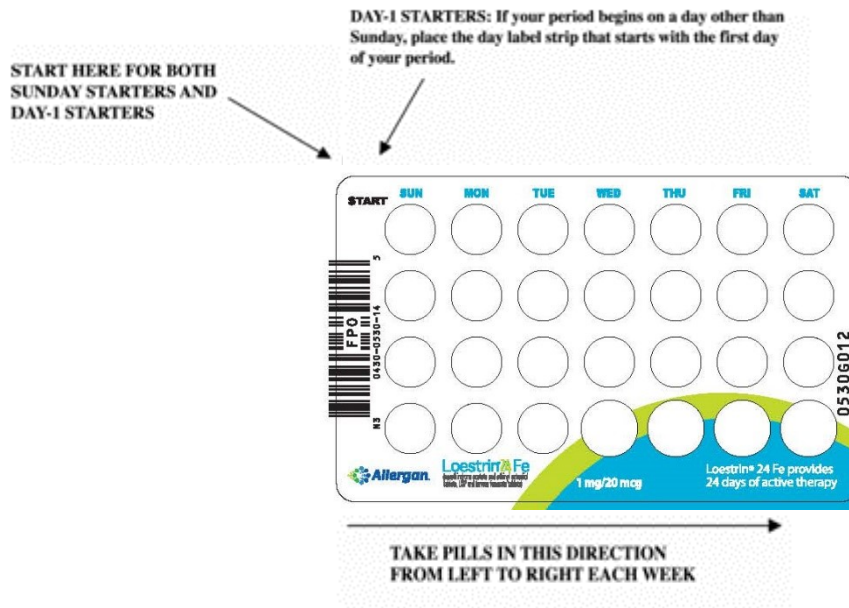 DAY-1 STARTERS: If your period begins on a day other than
Sunday, place the day label strip that starts with the first day
of your period.
START HERE FOR BOTH
SUNDAY STARTERS AND
DAY-1 STARTERS
START
SUN MON TUE WED THU FRI SAT
FPO
N3 0430-0530-14 5
05306012
Allergan
Loestrin 24 Fe
1 mg/20 mcg
Loestrin® 24 Fe provides
24 days of active therapy
TAKE PILLS IN THIS DIRECTION
FROM LEFT TO RIGHT EACH WEEK